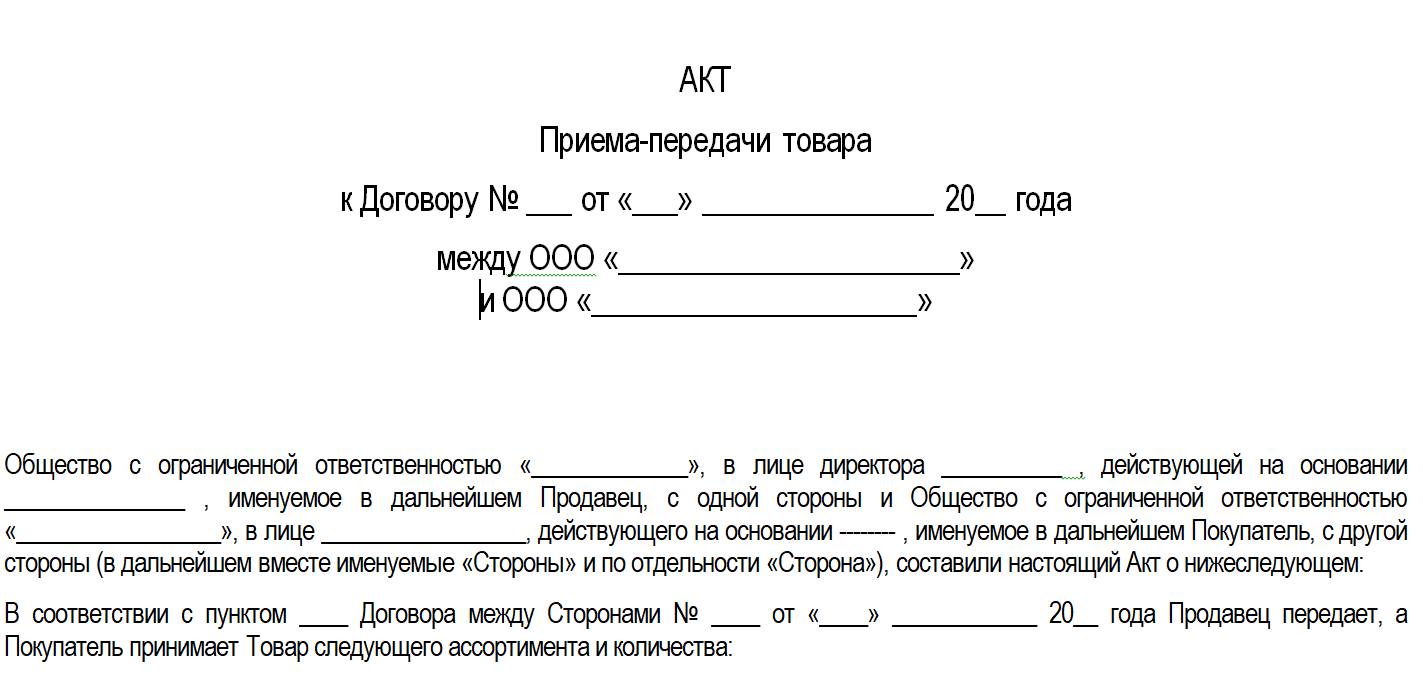 АКТ
Приема-передачи товара
к Договору № ___ от «___» _______________ 20__ года
между ООО «______________________»
и ООО «_____________________»
Общество с ограниченной ответственностью «_____________», в лице директора __________ , действующей на основании
_______________ , именуемое в дальнейшем Продавец, с одной стороны и Общество с ограниченной ответственностью
«_________________», в лице _________________, действующего на основании -------- , именуемое в дальнейшем Покупатель, с другой
стороны (в дальнейшем вместе именуемые «Стороны» и по отдельности «Сторона»), составили настоящий Акт о нижеследующем:
В соответствии с пунктом ____ Договора между Сторонами № ____ от «____» ____________ 20__ года Продавец передает, а
Покупатель принимает Товар следующего ассортимента и количества: